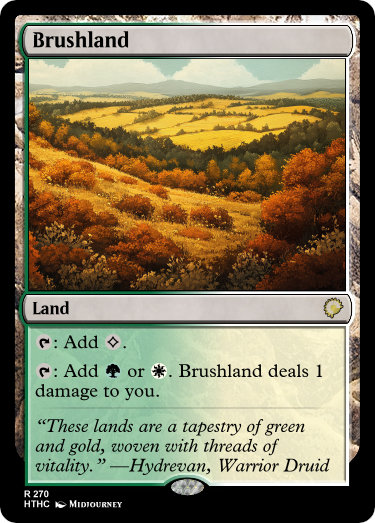 Brushland
Land
: Add .
: Add or . Brushland deals 1
damage to you.
“These lands are a tapestry of green
and gold, woven with threads of
vitality.” —Hydrevan, Warrior Druid
R 270
HTHC Midjourney